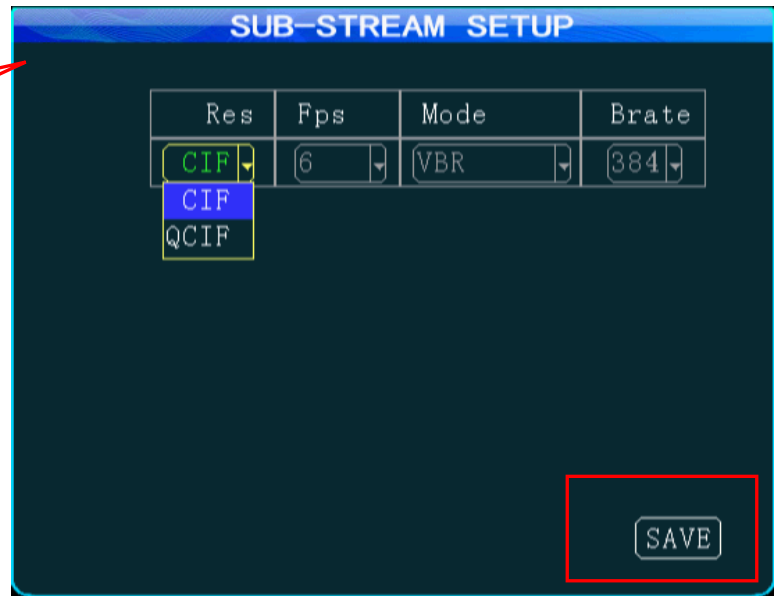 SUB-STREAM SETUP
Res Fps Mode Brate
CIF 6 VBR 384
CIF
QCIF
SAVE